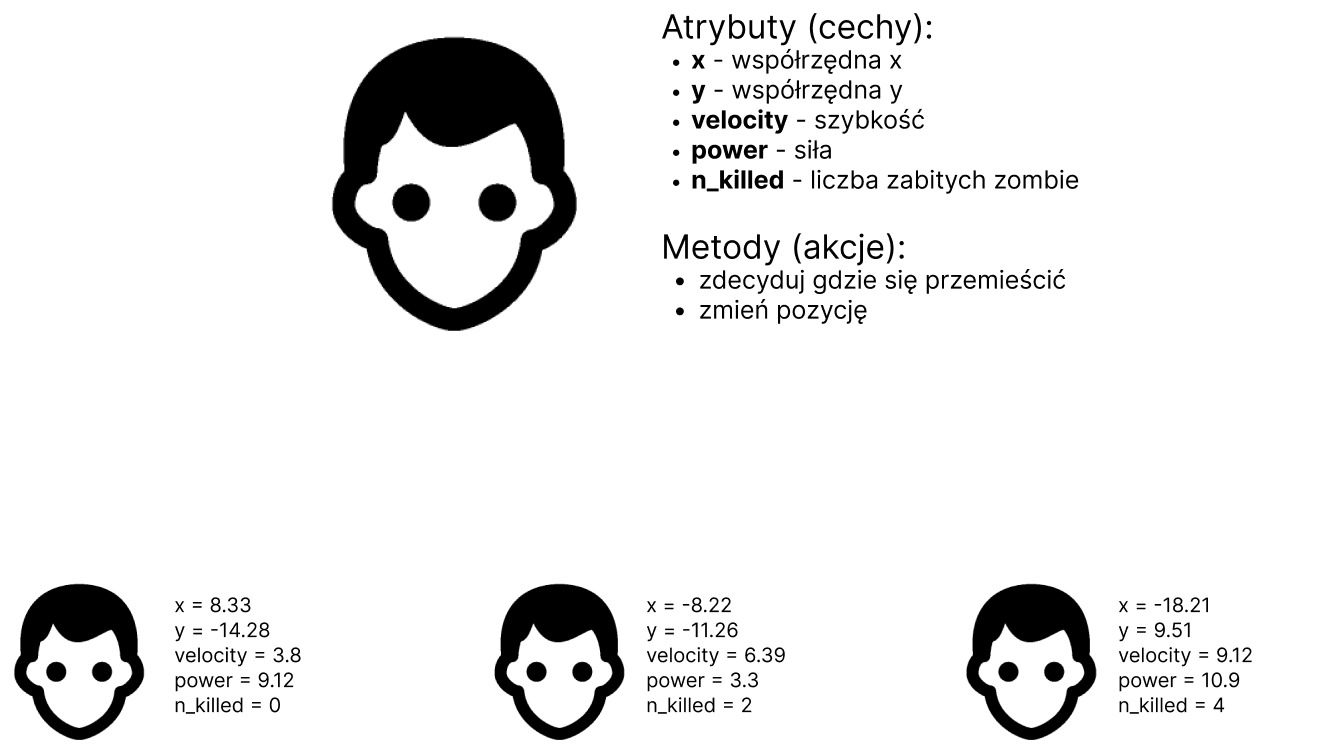 Atrybuty (cechy):
• x - współrzędna x
• y - współrzędna y
• velocity - szybkość
• power - siła
• n_killed - liczba zabitych zombie
Metody (akcje):
• zdecyduj gdzie się przemieścić
• zmień pozycję
x = 8.33
y = -14.28
velocity = 3.8
power = 9.12
n_killed = 0
x = -8.22
y = -11.26
velocity = 6.39
power = 3.3
n_killed = 2
x = -18.21
y = 9.51
velocity = 9.12
power = 10.9
n_killed = 4